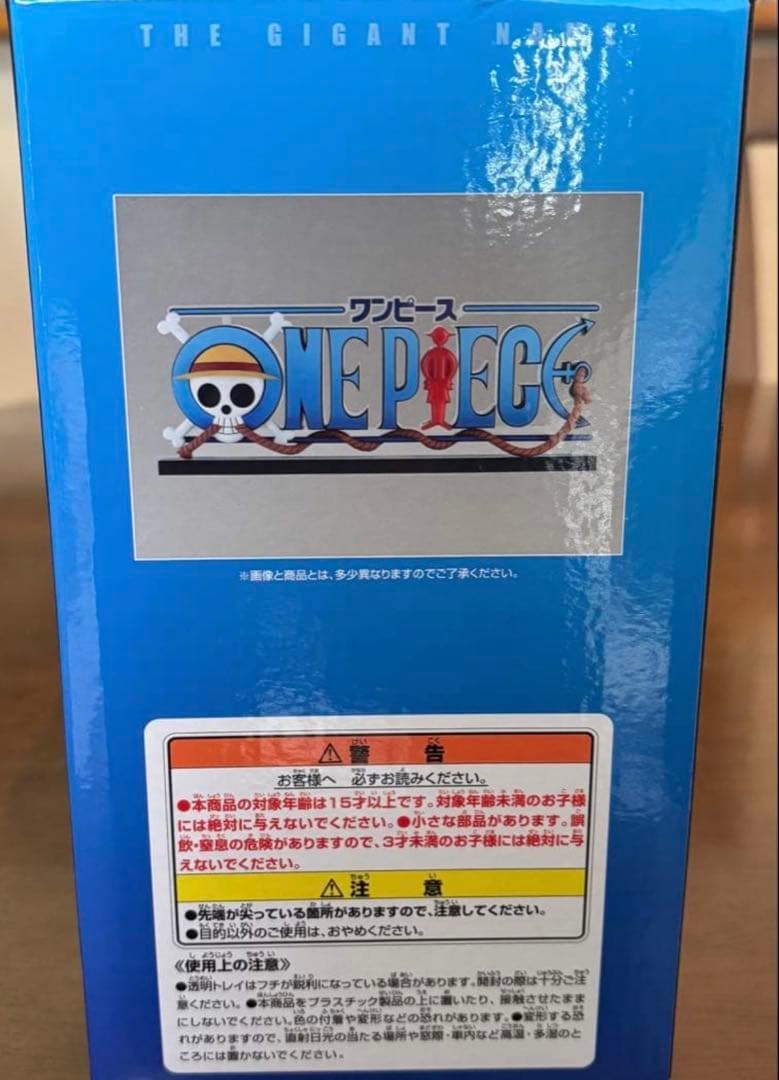 THE GIGANT NAME
ワンピース
ONE PIECE
※画像と商品とは、多少異なりますのでご了承ください。
⚠警告
お客様へ 必ずお読みください。
●本商品の対象年齢は15才以上です。対象年齢未満のお子様
には絶対に与えないでください。●小さな部品があります。誤
飲・窒息の危険がありますので、3才未満のお子様には絶対に与
えないでください。
⚠注意
●先端が尖っている箇所がありますので、注意してください。
●目的以外のご使用は、おやめください。
《使用上の注意》
●透明トレイはフチが鋭利になっている場合があります。開封の際は十分ご注
意ください。●本商品をプラスチック製品の上に置いたり、接触させたまま
にしないでください。色の付着や変形などの恐れがあります。●変形する恐
れがありますので、直射日光の当たる場所や窓際・車内など高温・多湿のと
ころには置かないでください。